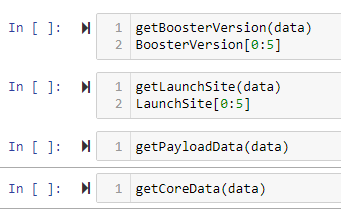 In [ ]:
1 getBoosterVersion(data)
2 BoosterVersion[0:5]
In [ ]:
1 getLaunchSite(data)
2 LaunchSite[0:5]
In [ ]:
1 getPayloadData(data)
In [ ]:
1 getCoreData(data)